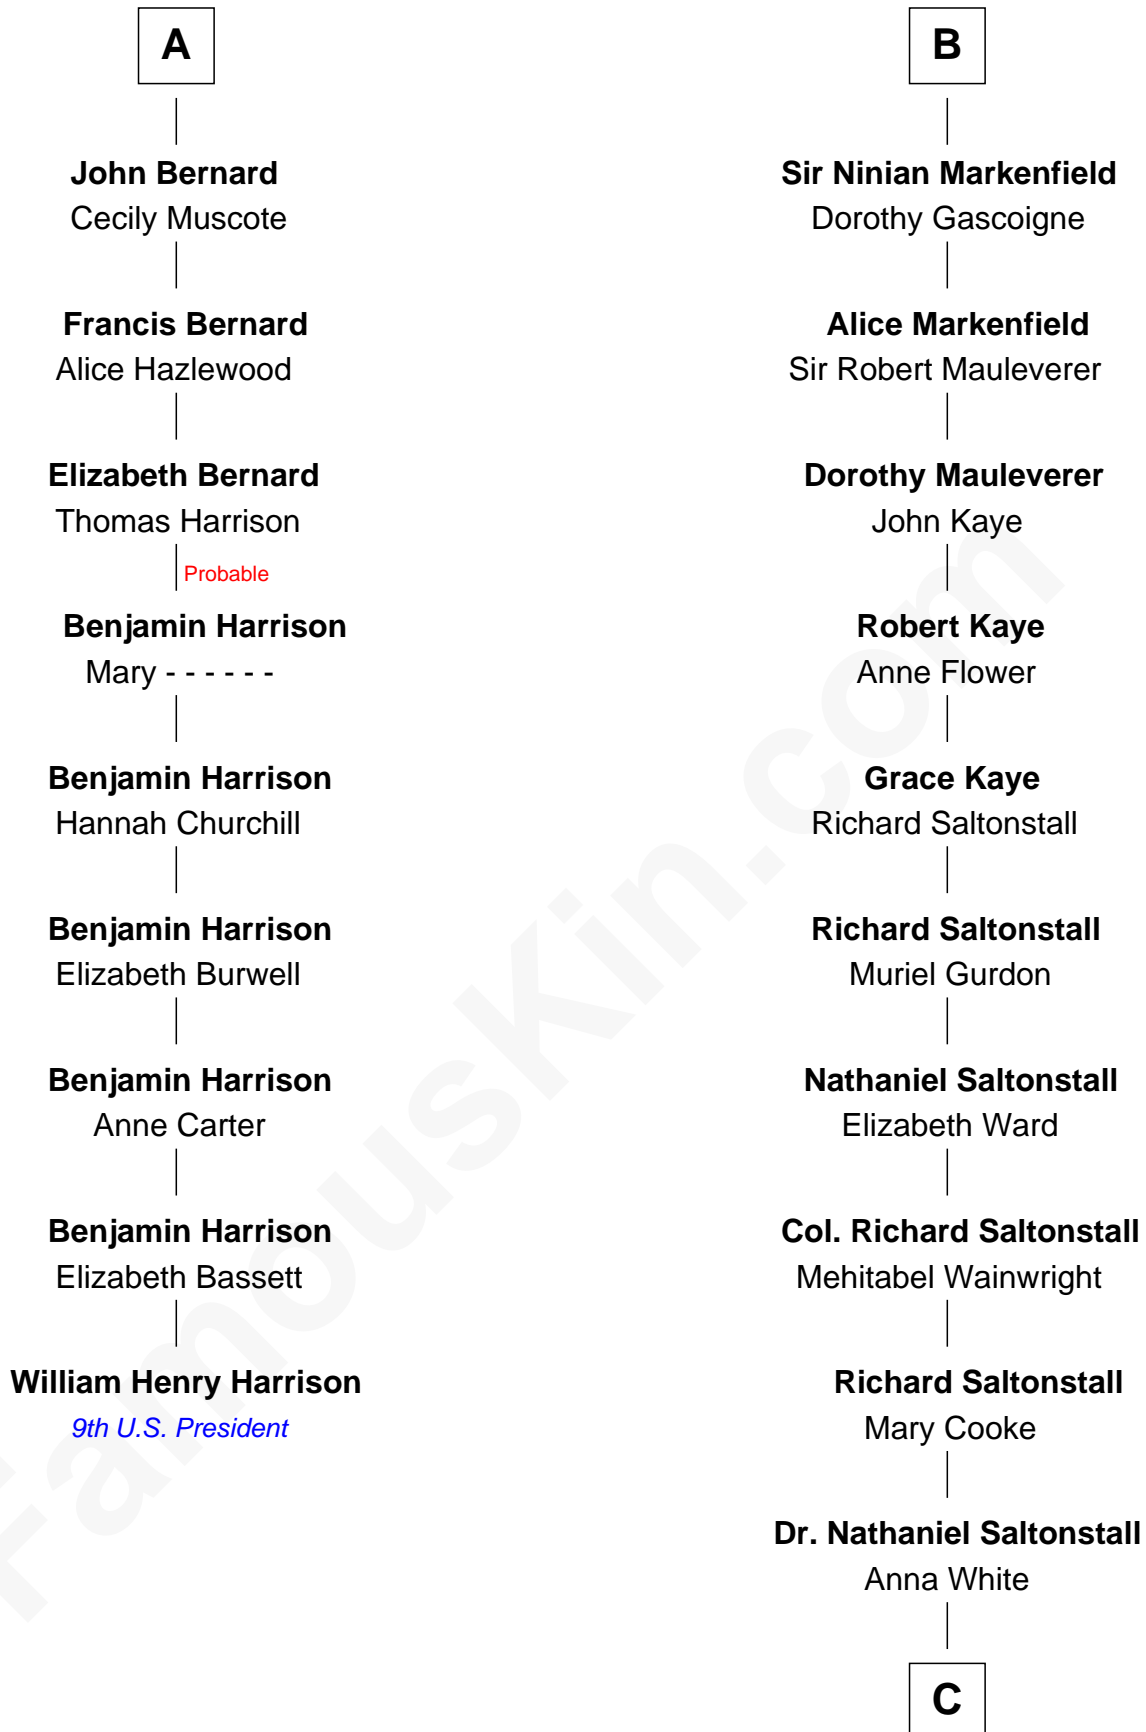 A
John Bernard
Cecily Muscote
Francis Bernard
Alice Hazlewood
Elizabeth Bernard
Thomas Harrison
Probable
Benjamin Harrison
Mary - - - - - -
Benjamin Harrison
Hannah Churchill
Benjamin Harrison
Elizabeth Burwell
Benjamin Harrison
Anne Carter
Benjamin Harrison
Elizabeth Bassett
William Henry Harrison
9th U.S. President
B
Sir Ninian Markenfield
Dorothy Gascoigne
Alice Markenfield
Sir Robert Mauleverer
Dorothy Mauleverer
John Kaye
Robert Kaye
Anne Flower
Grace Kaye
Richard Saltonstall
Richard Saltonstall
Muriel Gurdon
Nathaniel Saltonstall
Elizabeth Ward
Col. Richard Saltonstall
Mehitabel Wainwright
Richard Saltonstall
Mary Cooke
Dr. Nathaniel Saltonstall
Anna White
C
FamousKin.com